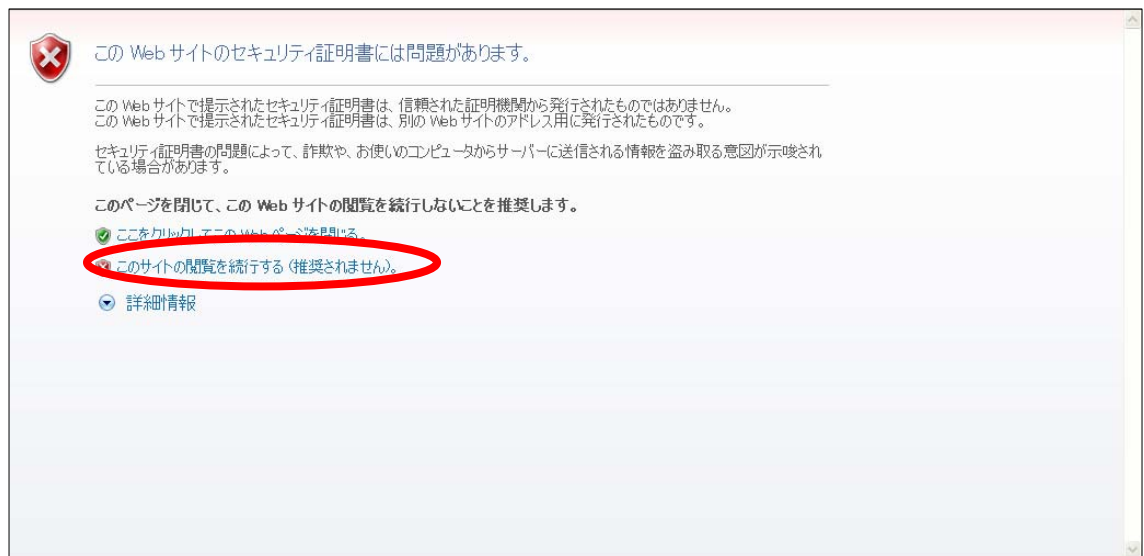 この Web サイトのセキュリティ証明書には問題があります。
この Web サイトで提示されたセキュリティ証明書は、信頼された証明機関から発行されたものではありません。
この Web サイトで提示されたセキュリティ証明書は、別の Web サイトのアドレス用に発行されたものです。
セキュリティ証明書の問題によって、詐欺や、お使いのコンピュータからサーバーに送信される情報を盗み取る意図が示唆され
ている場合があります。
このページを閉じて、この Web サイトの閲覧を続行しないことを推奨します。
ここをクリックしてこの Web ページを閉じる。
このサイトの閲覧を続行する (推奨されません)。
詳細情報